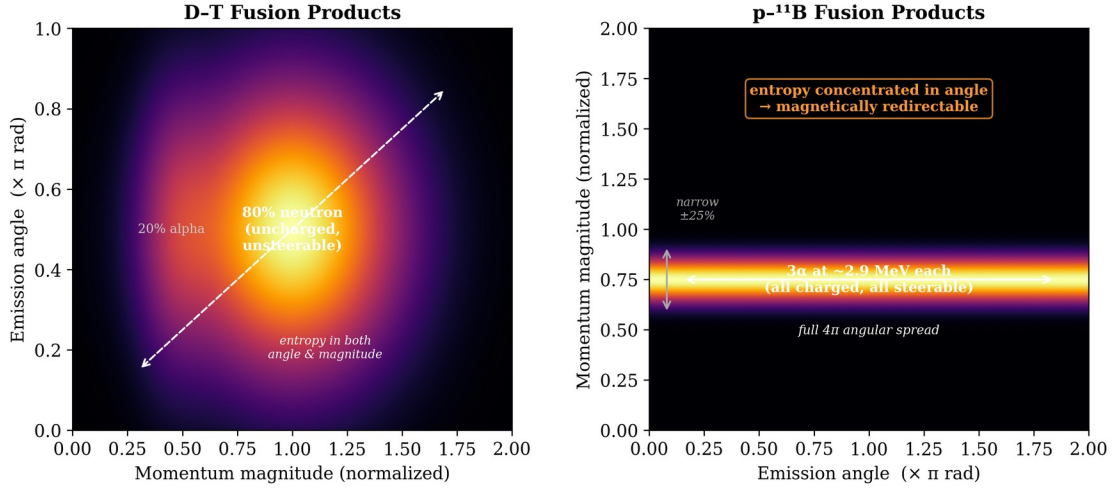 D–T Fusion Products
Emission angle (× π rad)
1.0
0.8
0.6
0.4
0.2
0.0
20% alpha
80% neutron
(uncharged,
unsteerable)
entropy in both
angle & magnitude
0.00 0.25 0.50 0.75 1.00 1.25 1.50 1.75 2.00
Momentum magnitude (normalized)
p–¹¹B Fusion Products
Momentum magnitude (normalized)
2.00
1.75
1.50
1.25
1.00
0.75
0.50
0.25
0.00
entropy concentrated in angle
→ magnetically redirectable
narrow
±25%
3α at ~2.9 MeV each
(all charged, all steerable)
full 4π angular spread
0.00 0.25 0.50 0.75 1.00 1.25 1.50 1.75 2.00
Emission angle (× π rad)